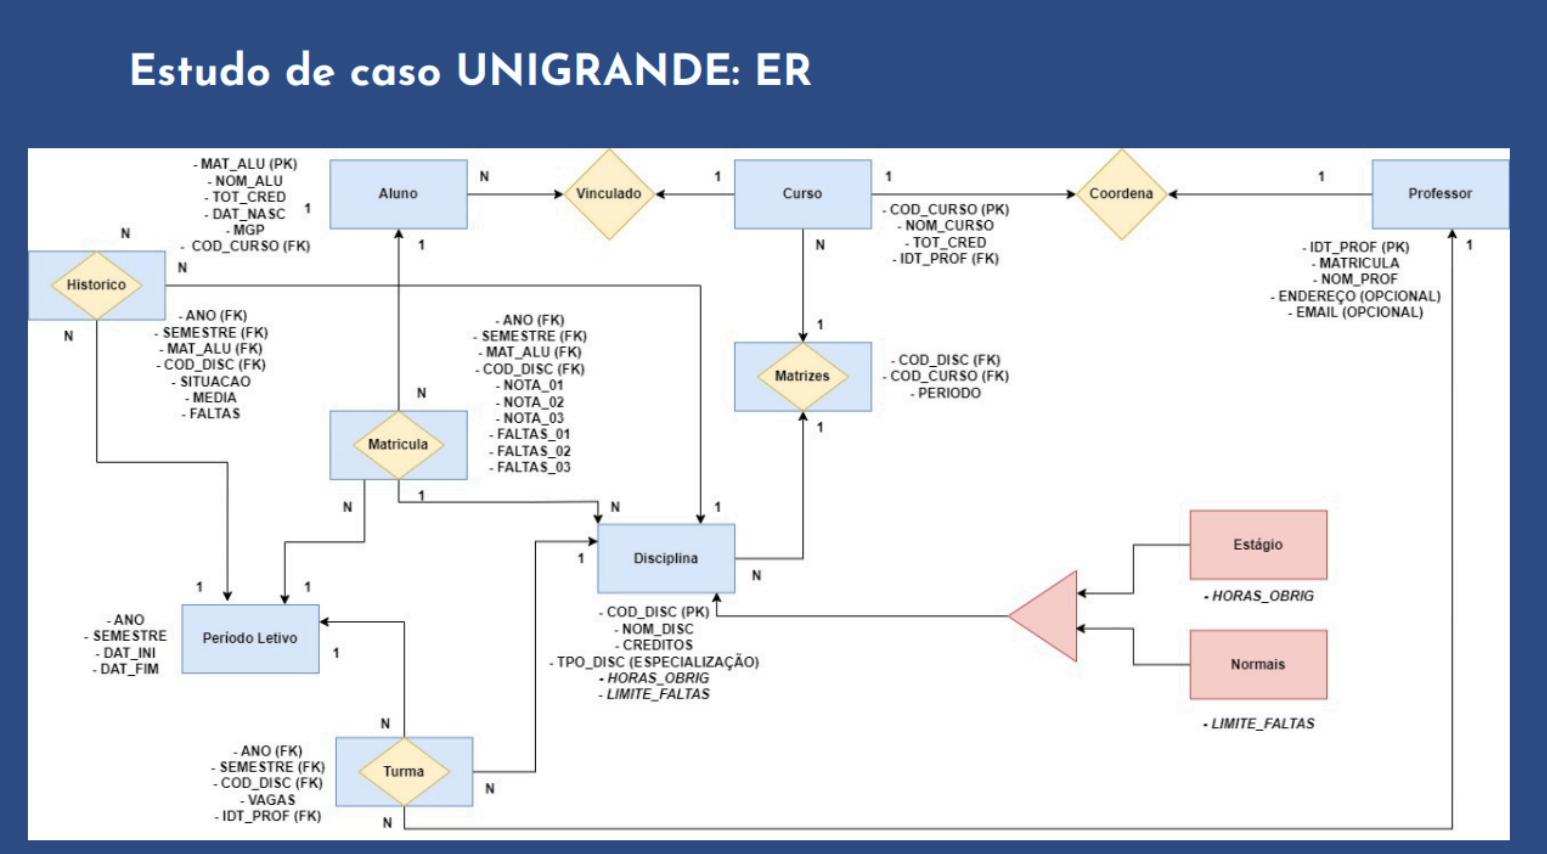 Estudo de caso UNIGRANDE: ER
- MAT_ALU (PK)
- NOM_ALU
- TOT_CRED
- DAT_NASC
- MGP
- COD_CURSO (FK)
1
Aluno
N
Vinculado
1
Curso
1
Coordena
1
Professor
- COD_CURSO (PK)
- NOM_CURSO
- TOT_CRED
- IDT_PROF (FK)
- IDT_PROF (PK)
- MATRICULA
- NOM_PROF
- ENDEREÇO (OPCIONAL)
- EMAIL (OPCIONAL)
1
N
1
N
N
Historico
N
- ANO (FK)
- SEMESTRE (FK)
- MAT_ALU (FK)
- COD_DISC (FK)
- SITUACAO
- MEDIA
- FALTAS
- ANO (FK)
- SEMESTRE (FK)
- MAT_ALU (FK)
- COD_DISC (FK)
- NOTA_01
- NOTA_02
- NOTA_03
- FALTAS_01
- FALTAS_02
- FALTAS_03
1
Matrizes
1
- COD_DISC (FK)
- COD_CURSO (FK)
- PERIODO
N
Matricula
N
1
N
1
1
Disciplina
N
- COD_DISC (PK)
- NOM_DISC
- CREDITOS
- TPO_DISC (ESPECIALIZAÇÃO)
- HORAS_OBRIG
- LIMITE_FALTAS
Estágio
- HORAS_OBRIG
Normais
- LIMITE_FALTAS
1
1
- ANO
- SEMESTRE
- DAT_INI
- DAT_FIM
Período Letivo
1
N
- ANO (FK)
- SEMESTRE (FK)
- COD_DISC (FK)
- VAGAS
- IDT_PROF (FK)
Turma
N
N